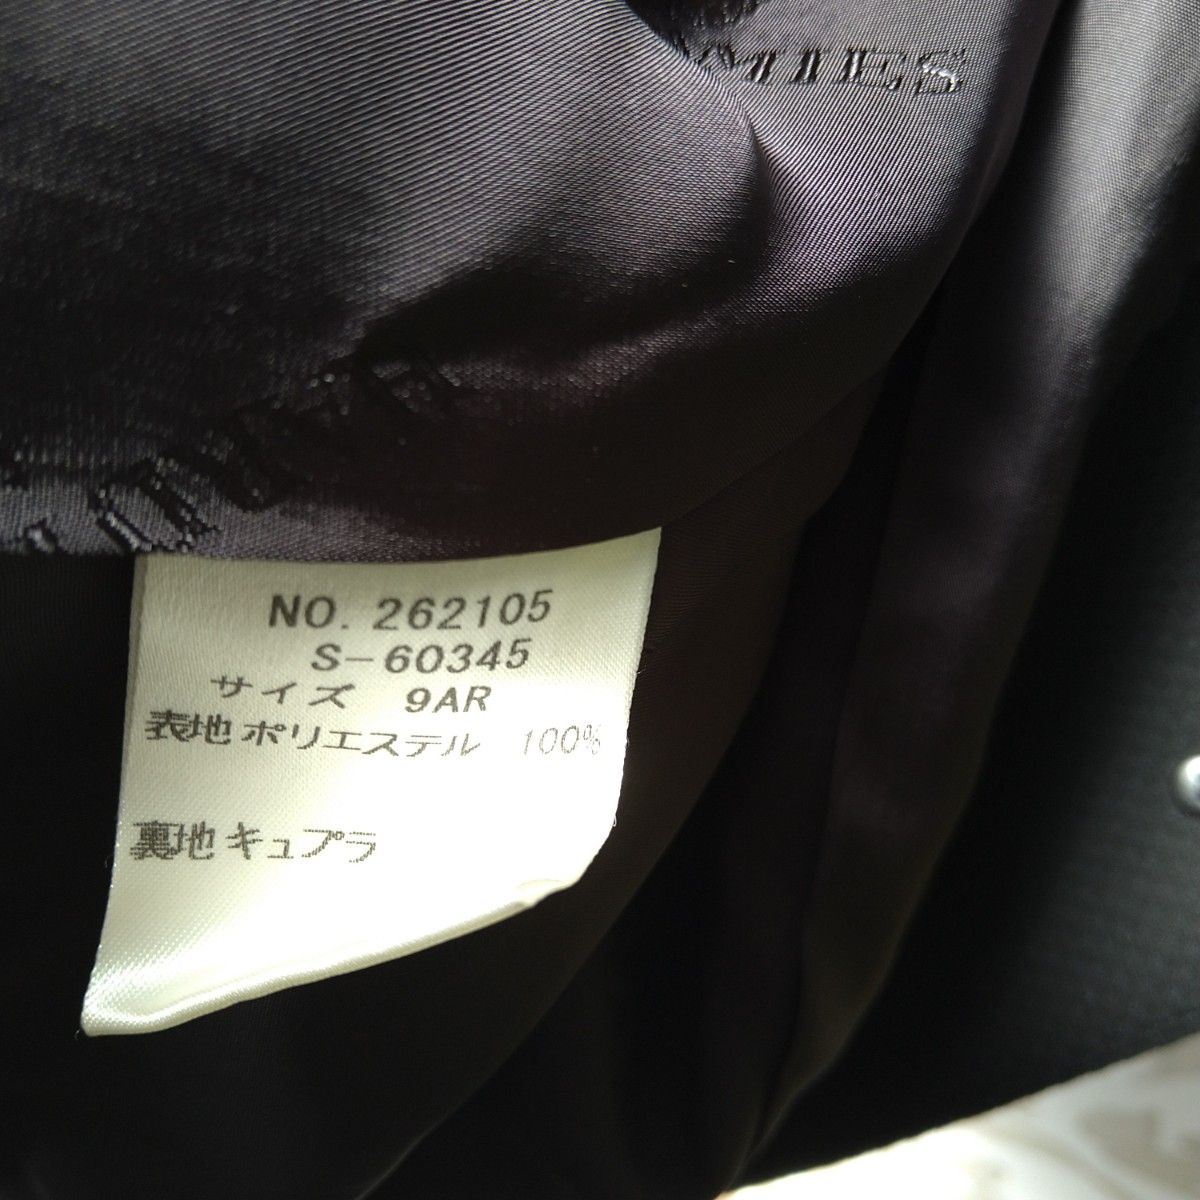 NO. 262105
S-60345
サイズ 9AR
表地 ポリエステル 100%
裏地 キュプラ